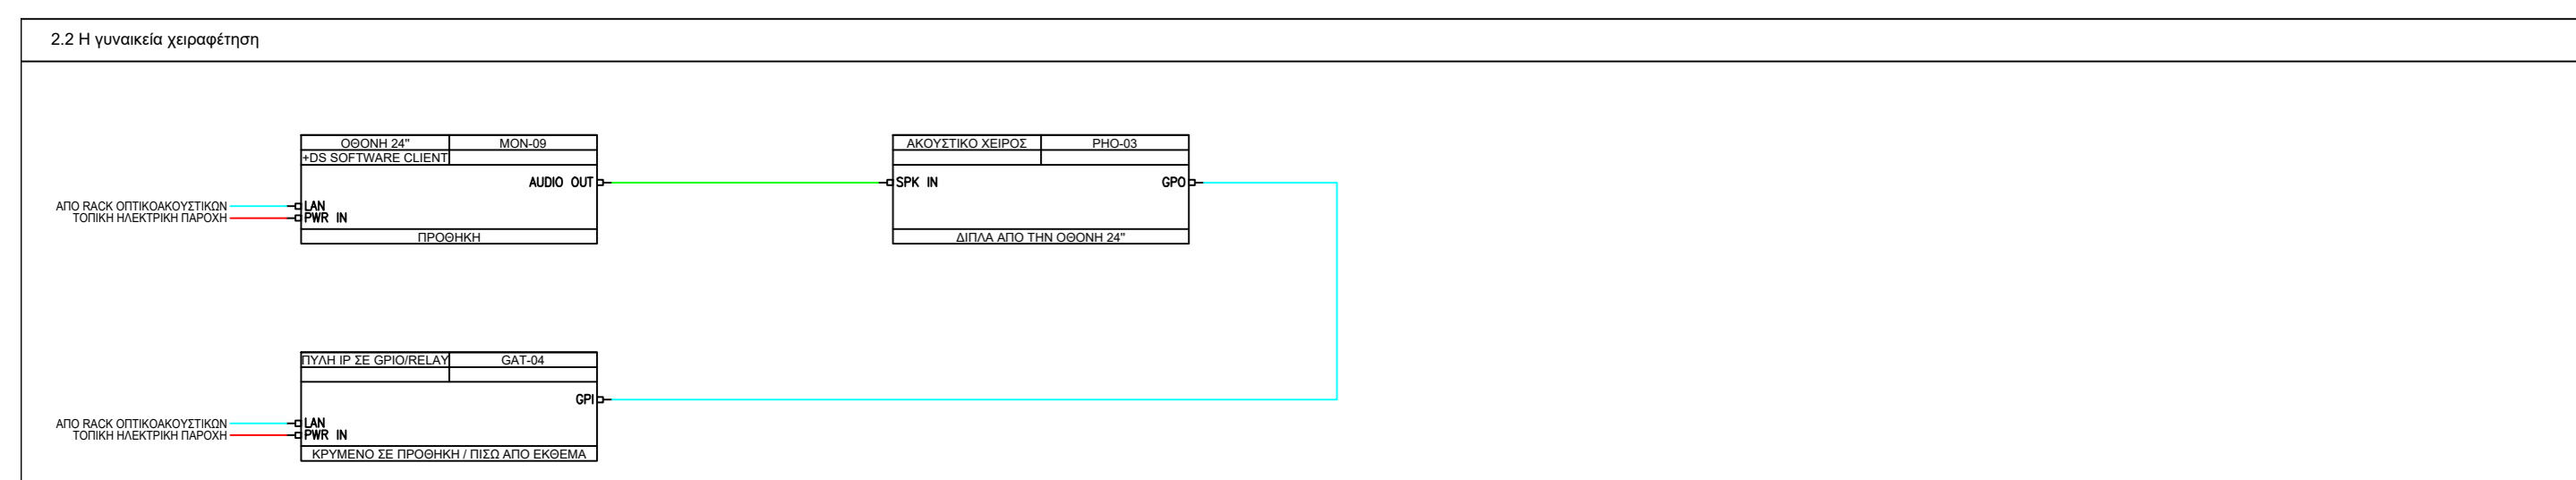 2.2 Η γυναικεία χειραφέτηση
ΟΘΟΝΗ 24" MON-09
+DS SOFTWARE CLIENT
AUDIO OUT
ΑΠΟ RACK ΟΠΤΙΚΟΑΚΟΥΣΤΙΚΩΝ LAN
ΤΟΠΙΚΗ ΗΛΕΚΤΡΙΚΗ ΠΑΡΟΧΗ PWR IN
ΠΡΟΘΗΚΗ
ΑΚΟΥΣΤΙΚΟ ΧΕΙΡΟΣ PHO-03
SPK IN GPO
ΔΙΠΛΑ ΑΠΟ ΤΗΝ ΟΘΟΝΗ 24"
ΠΥΛΗ IP ΣΕ GPIO/RELAY GAT-04
GPI
ΑΠΟ RACK ΟΠΤΙΚΟΑΚΟΥΣΤΙΚΩΝ LAN
ΤΟΠΙΚΗ ΗΛΕΚΤΡΙΚΗ ΠΑΡΟΧΗ PWR IN
ΚΡΥΜΕΝΟ ΣΕ ΠΡΟΘΗΚΗ / ΠΙΣΩ ΑΠΟ ΕΚΘΕΜΑ